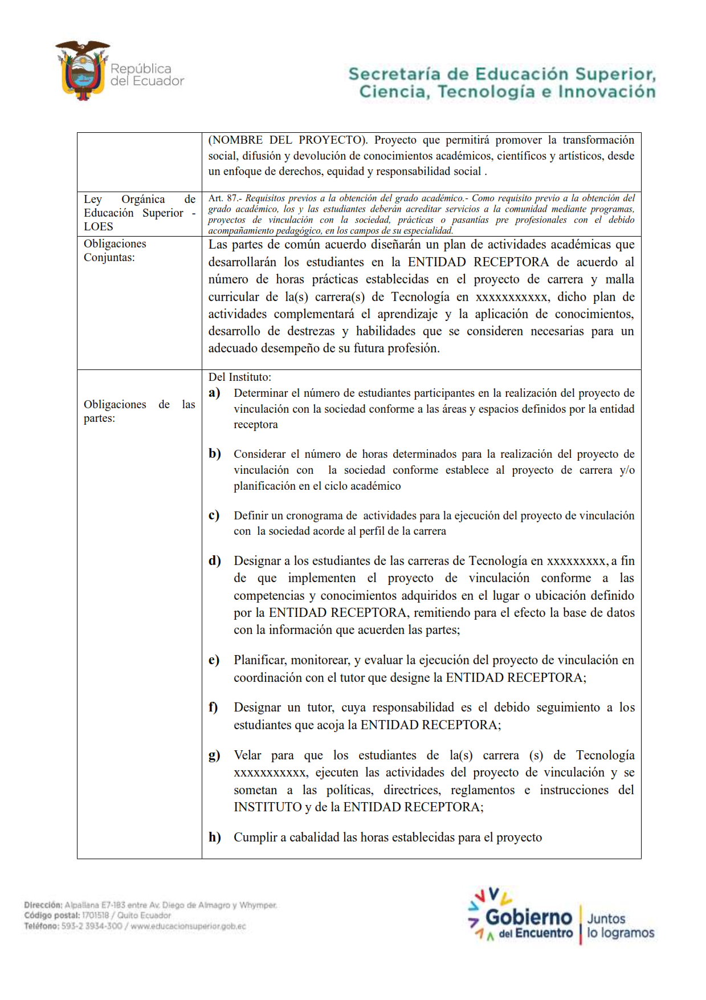 República
del Ecuador
Secretaría de Educación Superior,
Ciencia, Tecnología e Innovación
(NOMBRE DEL PROYECTO). Proyecto que permitirá promover la transformación
social, difusión y devolución de conocimientos académicos, científicos y artísticos, desde
un enfoque de derechos, equidad y responsabilidad social .
Ley Orgánica de
Educación Superior -
LOES
Art. 87.- Requisitos previos a la obtención del grado académico.- Como requisito previo a la obtención del
grado académico, los y las estudiantes deberán acreditar servicios a la comunidad mediante programas,
proyectos de vinculación con la sociedad, prácticas o pasantías pre profesionales con el debido
acompañamiento pedagógico, en los campos de su especialidad.
Obligaciones
Conjuntas:
Las partes de común acuerdo diseñarán un plan de actividades académicas que
desarrollarán los estudiantes en la ENTIDAD RECEPTORA de acuerdo al
número de horas prácticas establecidas en el proyecto de carrera y malla
curricular de la(s) carrera(s) de Tecnología en xxxxxxxxxxx, dicho plan de
actividades complementará el aprendizaje y la aplicación de conocimientos,
desarrollo de destrezas y habilidades que se consideren necesarias para un
adecuado desempeño de su futura profesión.
Obligaciones de las
partes:
Del Instituto:
a) Determinar el número de estudiantes participantes en la realización del proyecto de
vinculación con la sociedad conforme a las áreas y espacios definidos por la entidad
receptora
b) Considerar el número de horas determinados para la realización del proyecto de
vinculación con la sociedad conforme establece al proyecto de carrera y/o
planificación en el ciclo académico
c) Definir un cronograma de actividades para la ejecución del proyecto de vinculación
con la sociedad acorde al perfil de la carrera
d) Designar a los estudiantes de las carreras de Tecnología en xxxxxxxxx, a fin
de que implementen el proyecto de vinculación conforme a las
competencias y conocimientos adquiridos en el lugar o ubicación definido
por la ENTIDAD RECEPTORA, remitiendo para el efecto la base de datos
con la información que acuerden las partes;
e) Planificar, monitorear, y evaluar la ejecución del proyecto de vinculación en
coordinación con el tutor que designe la ENTIDAD RECEPTORA;
f) Designar un tutor, cuya responsabilidad es el debido seguimiento a los
estudiantes que acoja la ENTIDAD RECEPTORA;
g) Velar para que los estudiantes de la(s) carrera (s) de Tecnología
xxxxxxxxxxx, ejecuten las actividades del proyecto de vinculación y se
sometan a las políticas, directrices, reglamentos e instrucciones del
INSTITUTO y de la ENTIDAD RECEPTORA;
h) Cumplir a cabalidad las horas establecidas para el proyecto
Dirección: Alpallana E7-183 entre Av. Diego de Almagro y Whymper.
Código postal: 1701518 / Quito Ecuador
Teléfono: 593-2 3934-300 / www.educacionsuperior.gob.ec
Gobierno
del Encuentro
Juntos
lo logramos